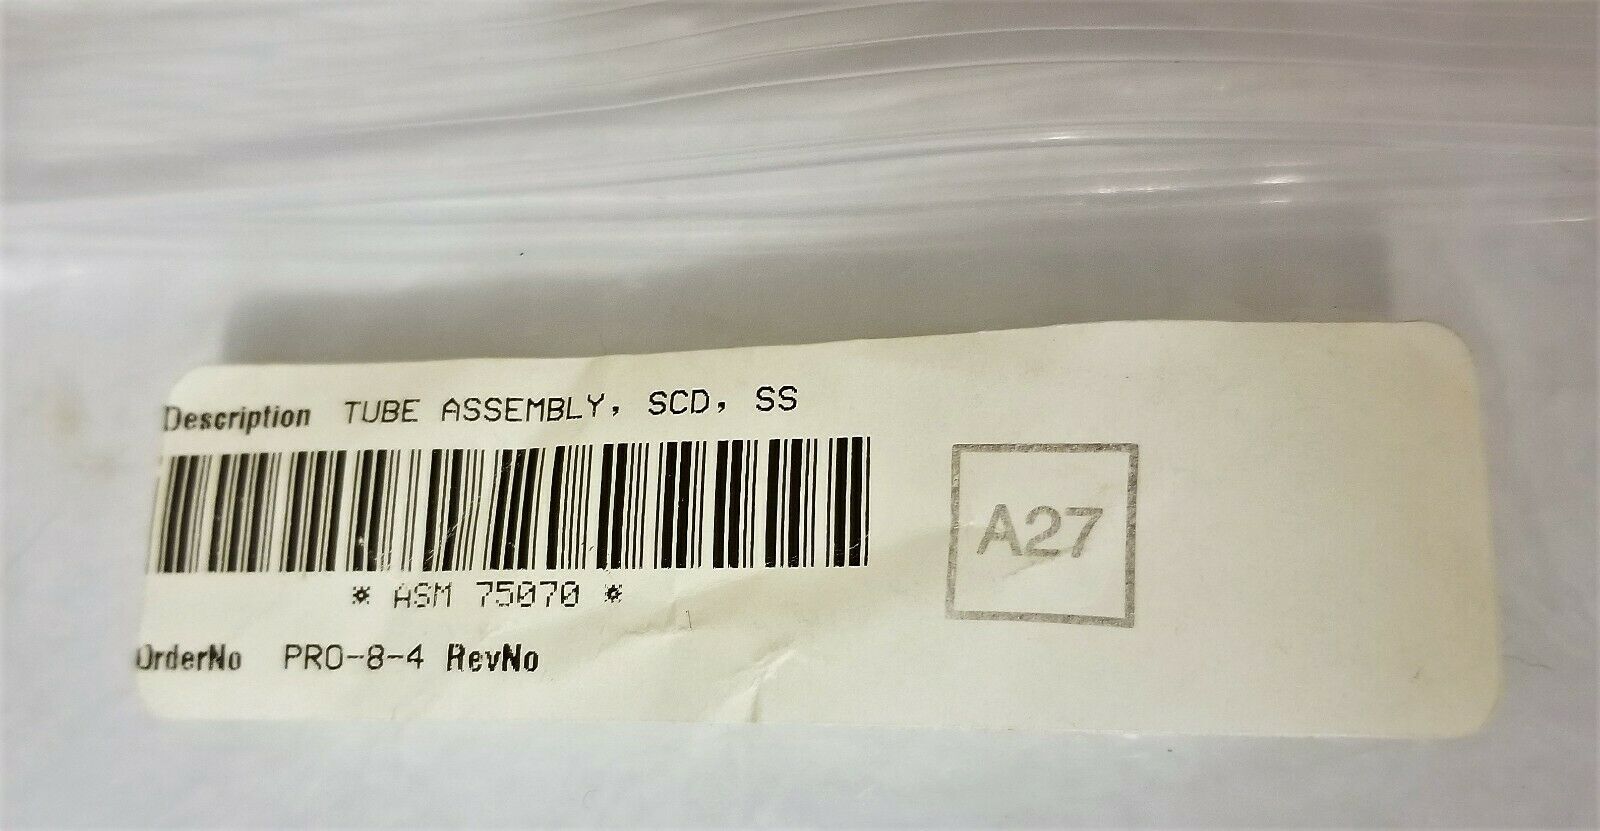 Description TUBE ASSEMBLY, SCD, SS
* ASM 75070 *
A27
OrderNo PRO-8-4 RevNo